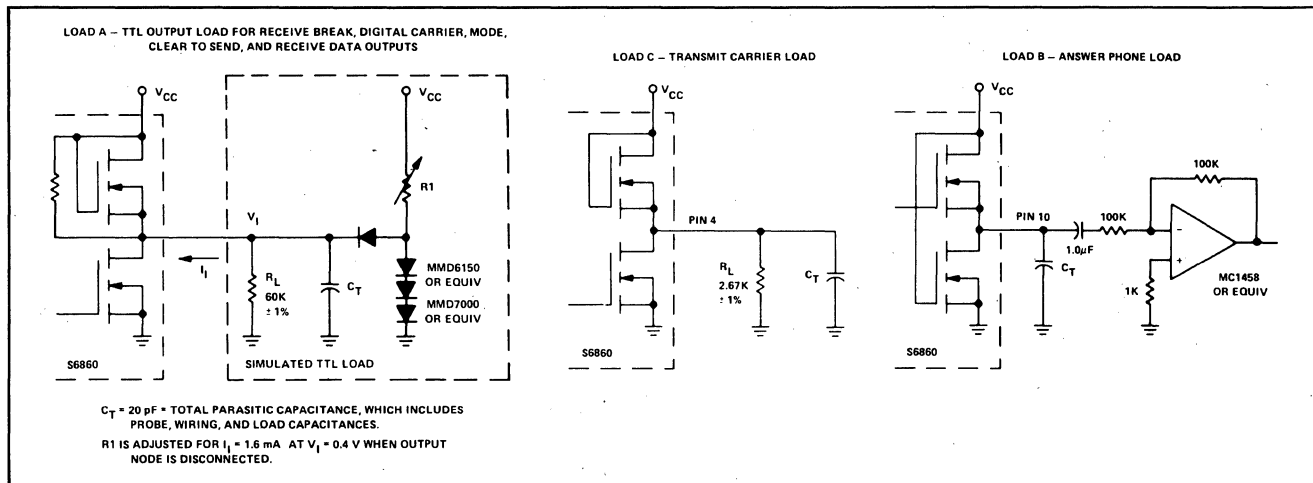 LOAD A – TTL OUTPUT LOAD FOR RECEIVE BREAK, DIGITAL CARRIER, MODE,
CLEAR TO SEND, AND RECEIVE DATA OUTPUTS
VCC
VCC
R1
VI
II
RL
60K
± 1%
CT
MMD6150
OR EQUIV
MMD7000
OR EQUIV
S6860
SIMULATED TTL LOAD
CT = 20 pF = TOTAL PARASITIC CAPACITANCE, WHICH INCLUDES
PROBE, WIRING, AND LOAD CAPACITANCES.
R1 IS ADJUSTED FOR II = 1.6 mA AT VI = 0.4 V WHEN OUTPUT
NODE IS DISCONNECTED.
LOAD C – TRANSMIT CARRIER LOAD
VCC
PIN 4
RL
2.67K
± 1%
CT
S6860
LOAD B – ANSWER PHONE LOAD
VCC
100K
PIN 10
100K
1.0µF
CT
–
+
1K
MC1458
OR EQUIV
S6860